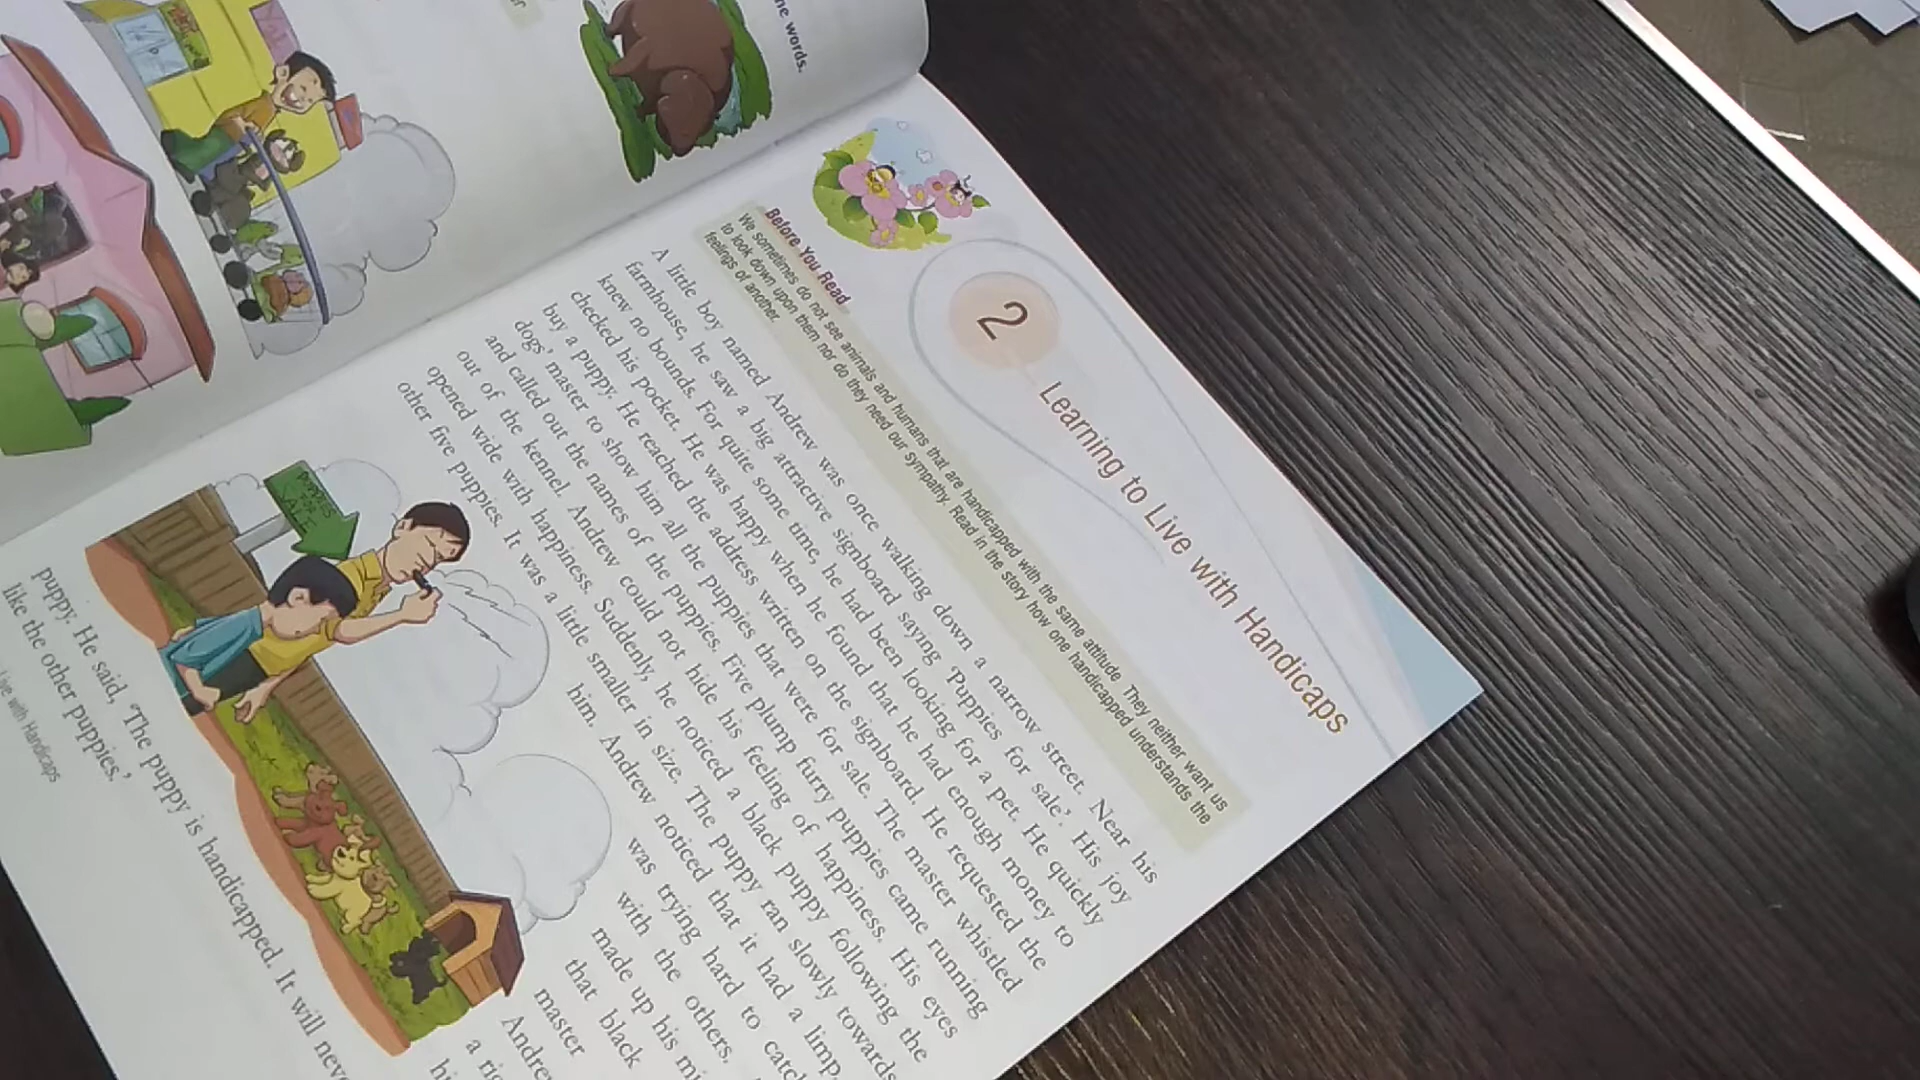 ne words.
2
Learning to Live with Handicaps
Before You Read
We sometimes do not see animals and humans that are handicapped with the same attitude. They neither want us
to look down upon them nor do they need our sympathy. Read in the story how one handicapped understands the
feelings of another.
A little boy named Andrew was once walking down a narrow street. Near his
farmhouse, he saw a big attractive signboard saying 'Puppies for sale'. His joy
knew no bounds. For quite some time, he had been looking for a pet. He quickly
checked his pocket. He was happy when he found that he had enough money to
buy a puppy. He reached the address written on the signboard. He requested the
dogs' master to show him all the puppies that were for sale. The master whistled
and called out the names of the puppies. Five plump furry puppies came running
out of the kennel. Andrew could not hide his feeling of happiness. His eyes
opened wide with happiness. Suddenly, he noticed a black puppy following the
other five puppies. It was a little smaller in size. The puppy ran slowly towards
him. Andrew noticed that it had a limp.
was trying hard to catch
with the others.
made up his mi
that black
master
Andre
a rig
hi
PUPPIES
FOR
puppy. He said, 'The puppy is handicapped. It will neve
like the other puppies.'
Live with Handicaps